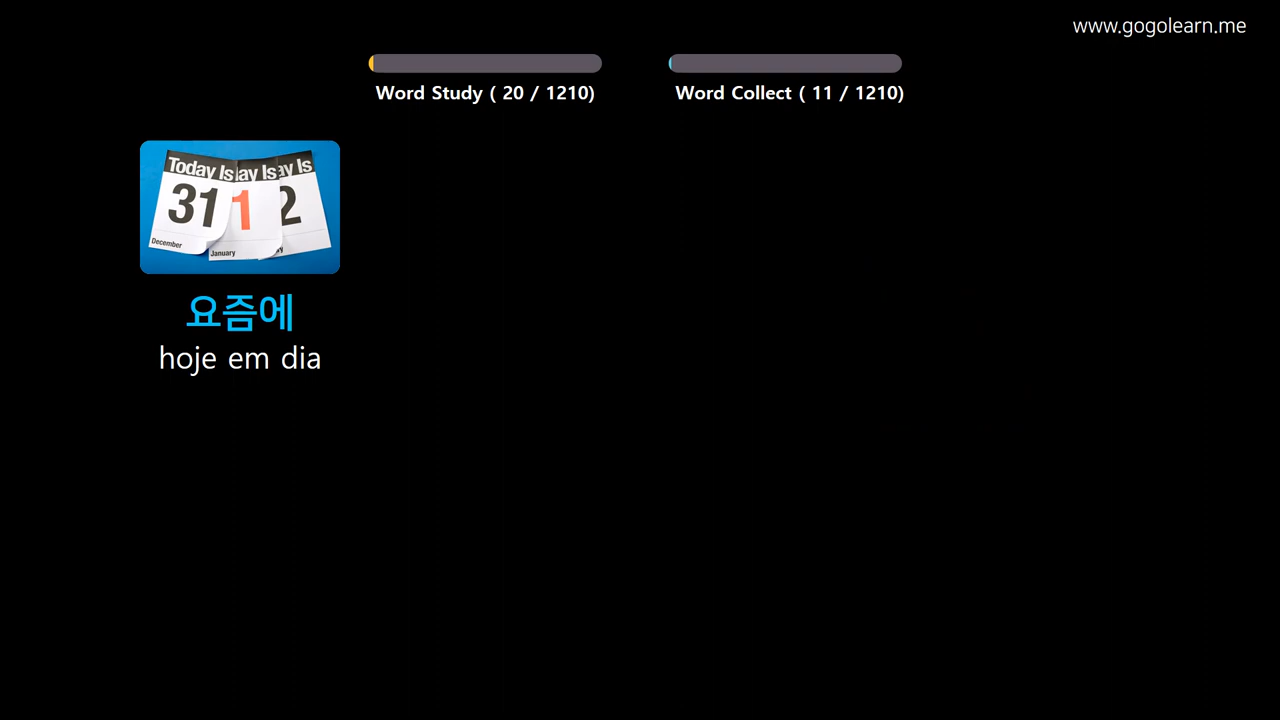 www.gogolearn.me
Word Study ( 20 / 1210)
Word Collect ( 11 / 1210)
Today Is
ay Is
ay Is
31
1
2
December
January
요즘에
hoje em dia